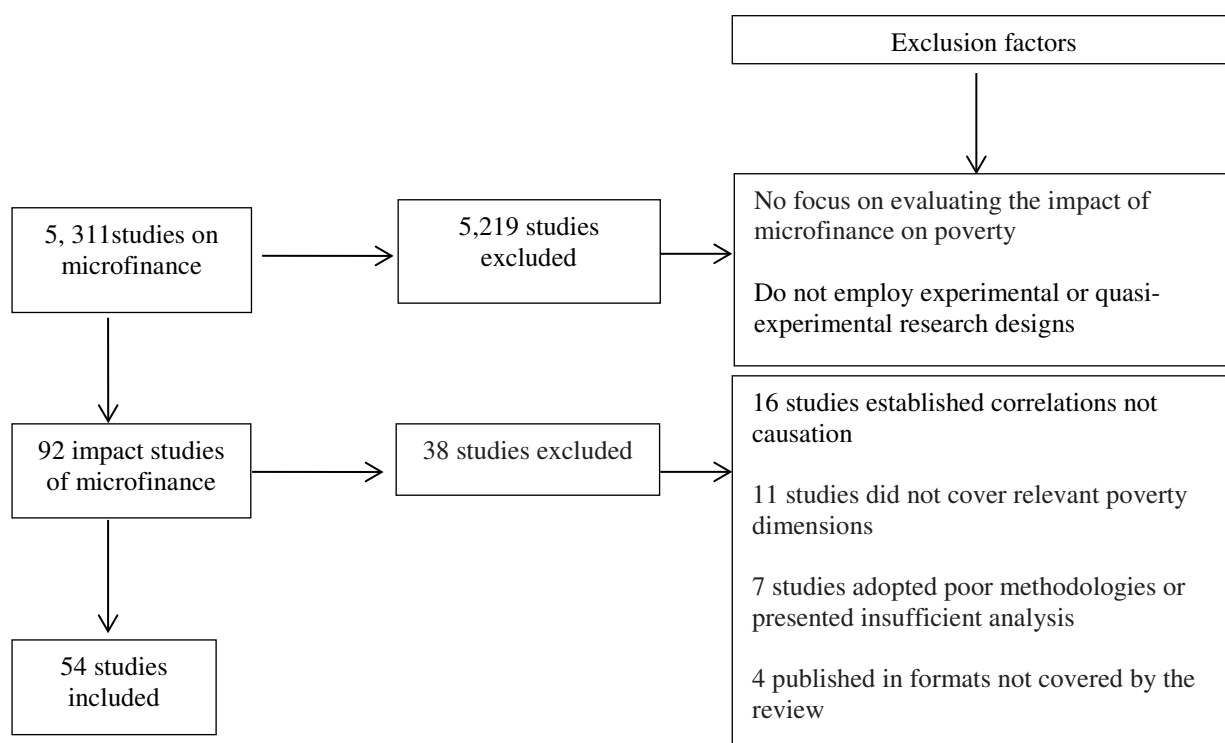 Exclusion factors
5, 311studies on
microfinance
5,219 studies
excluded
No focus on evaluating the impact of
microfinance on poverty
Do not employ experimental or quasi-
experimental research designs
92 impact studies
of microfinance
38 studies excluded
16 studies established correlations not
causation
11 studies did not cover relevant poverty
dimensions
7 studies adopted poor methodologies or
presented insufficient analysis
4 published in formats not covered by the
review
54 studies
included